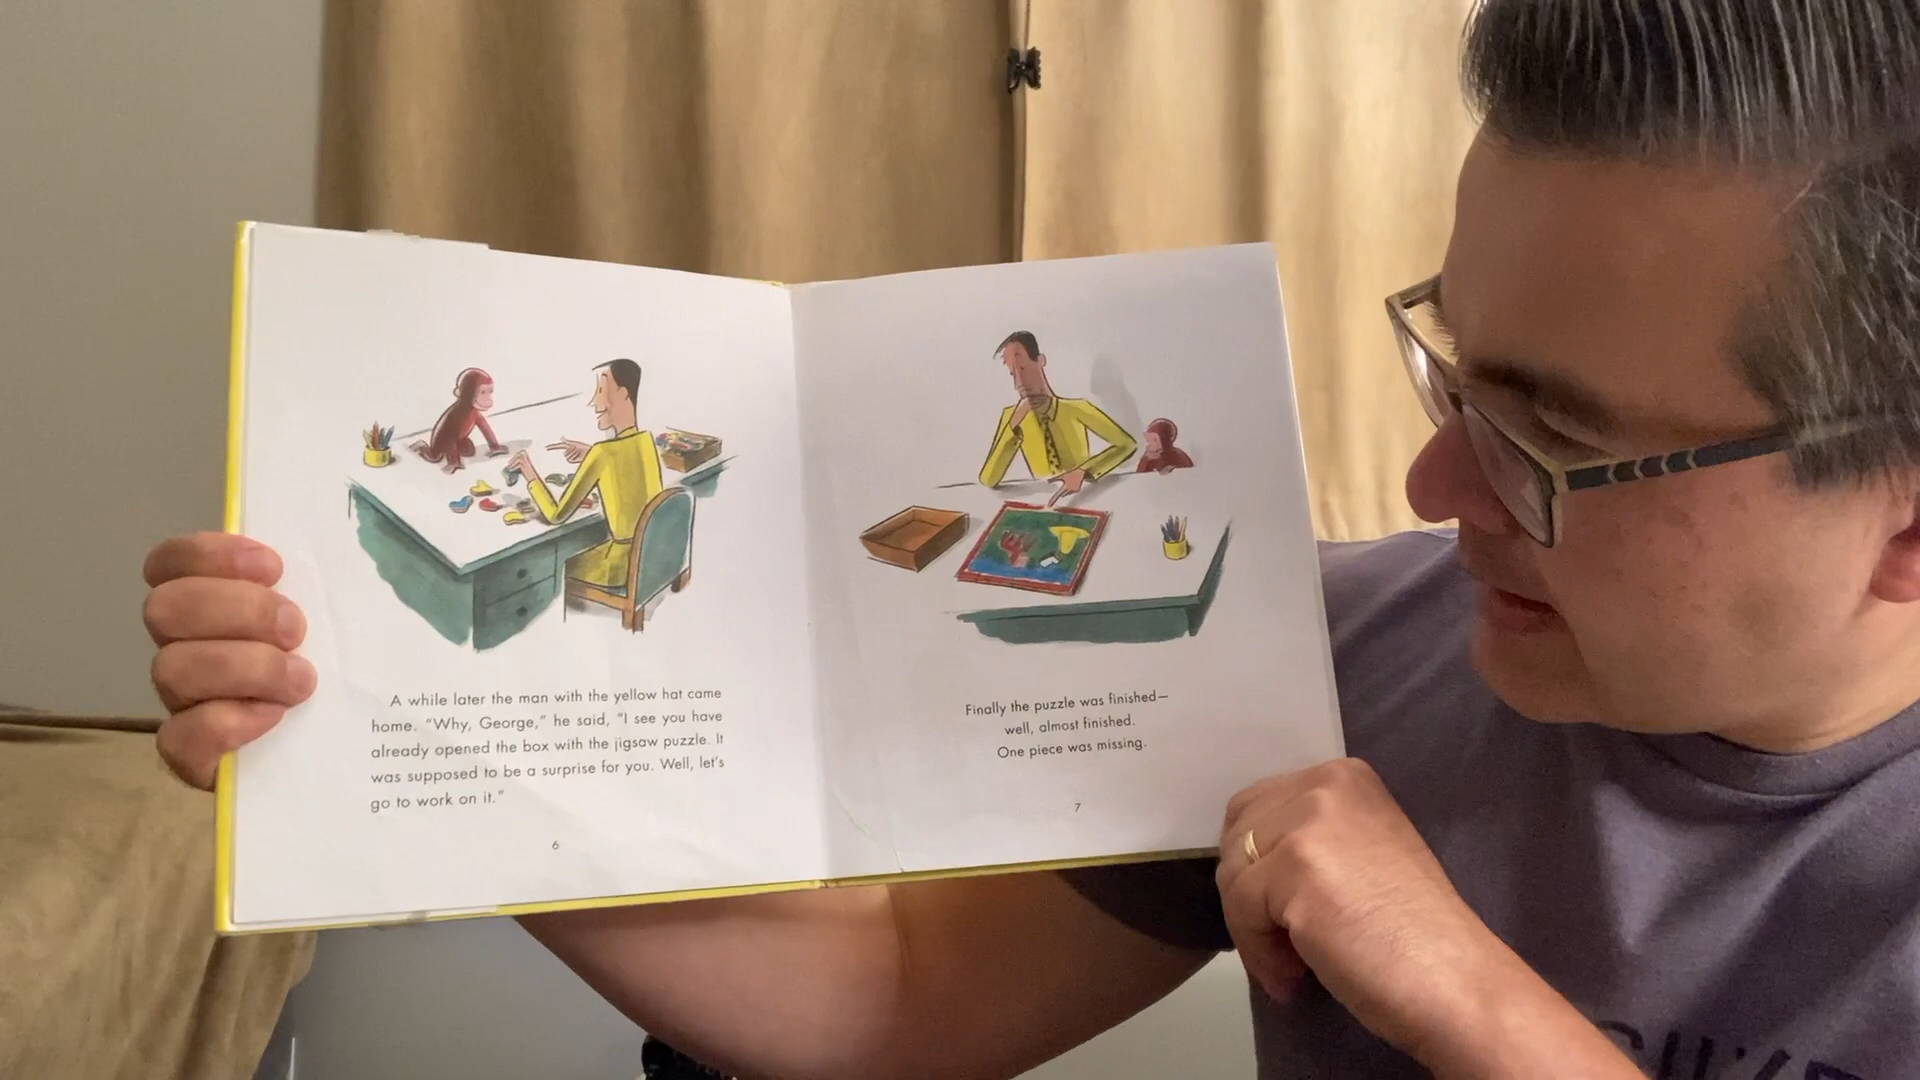 A while later the man with the yellow hat came
home. "Why, George," he said, "I see you have
already opened the box with the jigsaw puzzle. It
was supposed to be a surprise for you. Well, let's
go to work on it."
6
Finally the puzzle was finished—
well, almost finished.
One piece was missing.
7